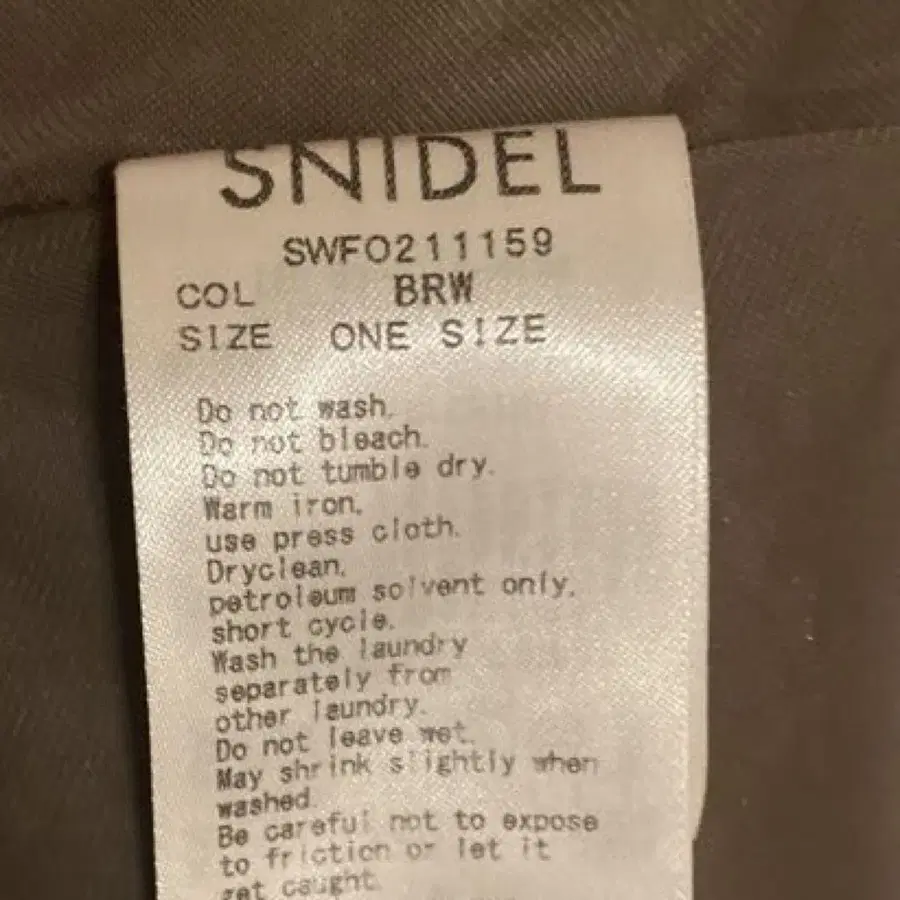 SNIDEL
SWFO211159
COL BRW
SIZE ONE SIZE
Do not wash.
Do not bleach.
Do not tumble dry.
Warm iron.
use press cloth.
Dryclean.
petroleum solvent only.
short cycle.
Wash the laundry
separately from
other laundry.
Do not leave wet.
May shrink slightly when
washed.
Be careful not to expose
to friction or let it
get caught.